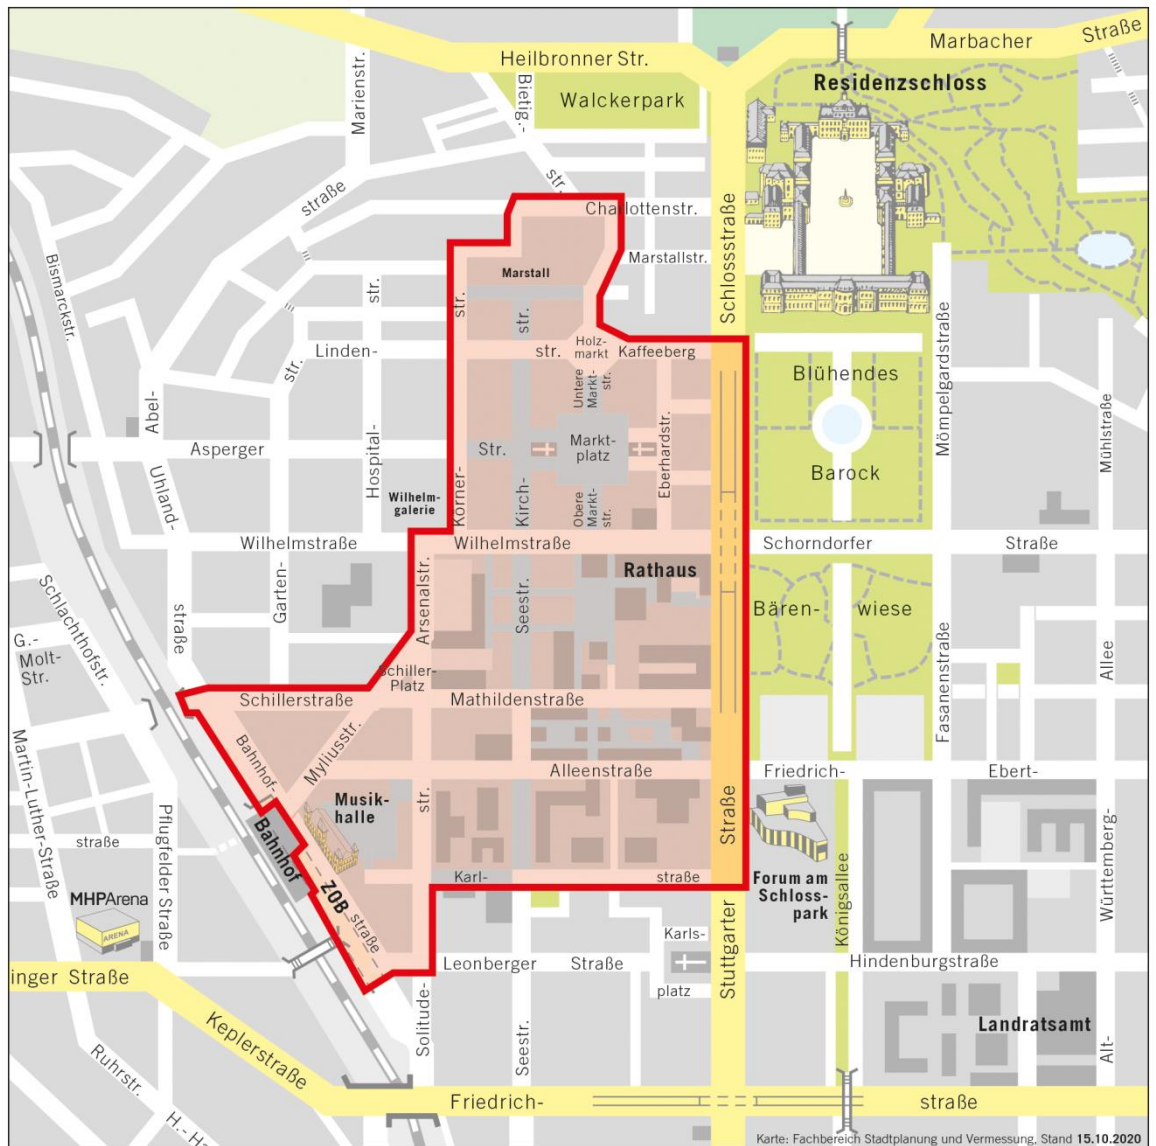 Heilbronner Str.
Marbacher
Straße
Residenzschloss
Walckerpark
Bietig.-
str.
Marienstr.
straße
Charlottenstr.
Marstallstr.
Schlossstraße
Bismarckstr.
Marstall
str.
str.
str.
Linden-
str.
str.
Holz-
markt
Kaffeeberg
Untere
Markt-
str.
Blühendes
Barock
Mömpelgardstraße
Mühlstraße
Abel-
Asperger
Str.
Markt-
platz
Eberhardstr.
Hospital-
Körner-
Kirch-
Obere
Markt-
str.
Wilhelm-
galerie
Uhland-
straße
Wilhelmstraße
Wilhelmstraße
Schorndorfer
Straße
Garten-
Schlachthofstr.
G.-
Molt-
Str.
Arsenalstr.
Seestr.
Rathaus
Bären-
wiese
Fasanenstraße
Allee
Schiller-
Platz
Schillerstraße
Mathildenstraße
Bahnhof-
Myliusstr.
Alleenstraße
Friedrich-
Ebert-
Martin-Luther-Straße
Pflugfelder Straße
straße
Musik-
halle
str.
Straße
Bahnhof
ZOB
straße
Karl-
straße
Forum am
Schloss-
park
Königsallee
Württemberg-
MHPArena
ARENA
Karls-
platz
Leonberger
Straße
Stuttgarter
Hindenburgstraße
inger Straße
Keplerstraße
Solitude-
Seestr.
Landratsamt
Alt-
Ruhrstr.
H.- Ha
Friedrich-
straße
Karte: Fachbereich Stadtplanung und Vermessung, Stand 15.10.2020